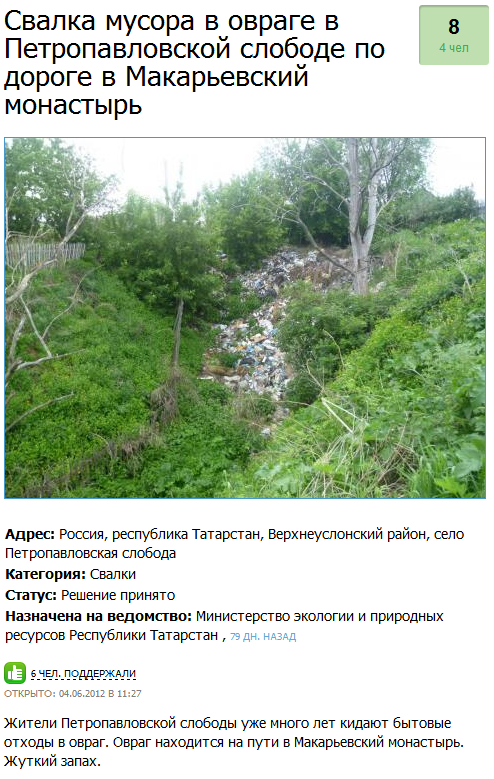 Свалка мусора в овраге в
Петропавловской слободе по
дороге в Макарьевский
монастырь
8
4 чел
Адрес: Россия, республика Татарстан, Верхнеуслонский район, село
Петропавловская слобода
Категория: Свалки
Статус: Решение принято
Назначена на ведомство: Министерство экологии и природных
ресурсов Республики Татарстан , 79 ДН. НАЗАД
6 ЧЕЛ. ПОДДЕРЖАЛИ
ОТКРЫТО: 04.06.2012 В 11:27
Жители Петропавловской слободы уже много лет кидают бытовые
отходы в овраг. Овраг находится на пути в Макарьевский монастырь.
Жуткий запах.